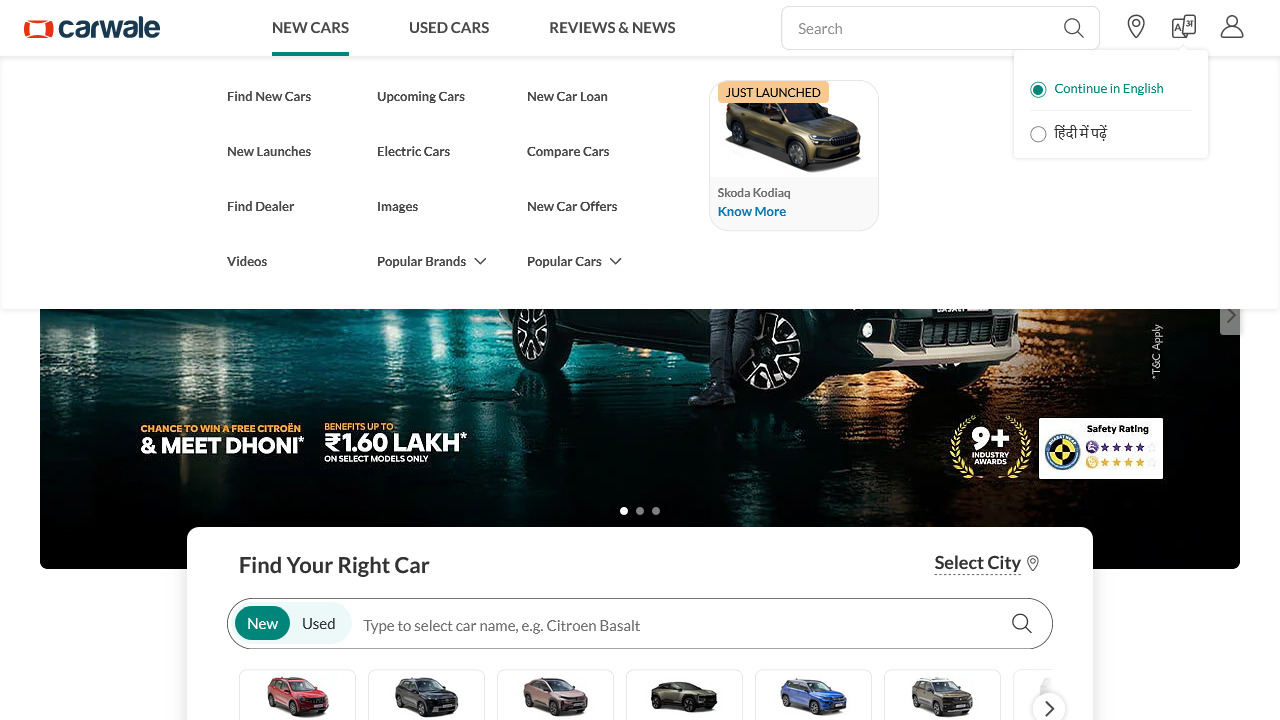 carwale
NEW CARS
USED CARS
REVIEWS & NEWS
Search
Continue in English
हिंदी में पढ़ें
Find New Cars
Upcoming Cars
New Car Loan
New Launches
Electric Cars
Compare Cars
Find Dealer
Images
New Car Offers
Videos
Popular Brands
Popular Cars
JUST LAUNCHED
Skoda Kodiaq
Know More
BASALT
*T&C Apply
CHANCE TO WIN A FREE CITROËN
& MEET DHONI*
BENEFITS UP TO
₹1.60 LAKH*
ON SELECT MODELS ONLY
9+
INDUSTRY
AWARDS
Safety Rating
Find Your Right Car
Select City
New
Used
Type to select car name, e.g. Citroen Basalt